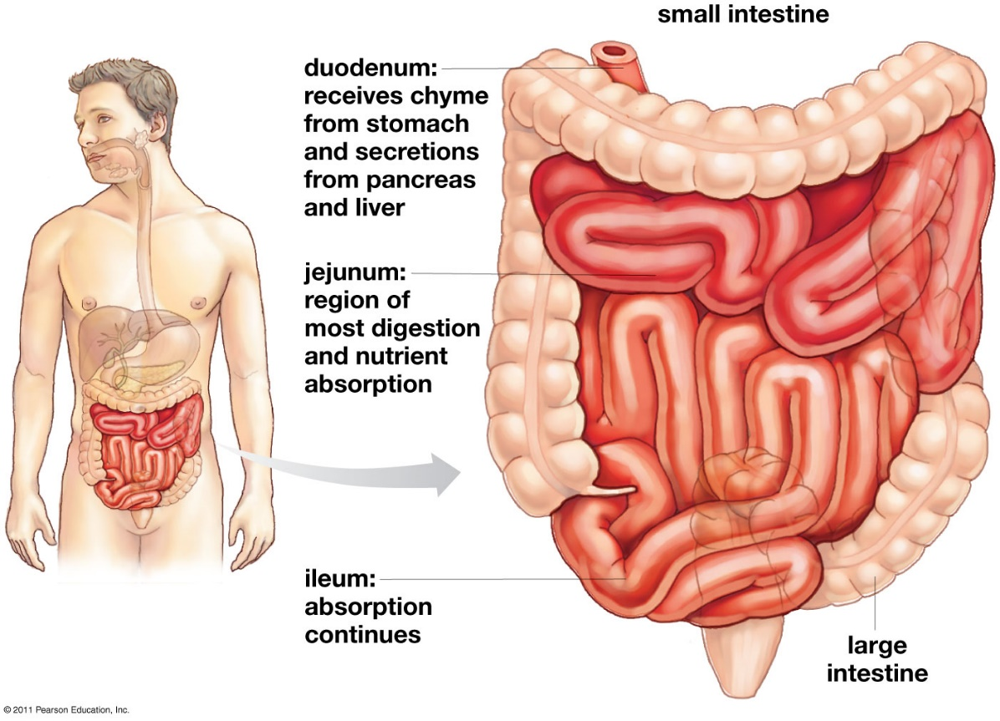 small intestine
duodenum:
receives chyme
from stomach
and secretions
from pancreas
and liver
jejunum:
region of
most digestion
and nutrient
absorption
ileum:
absorption
continues
large
intestine
© 2011 Pearson Education, Inc.